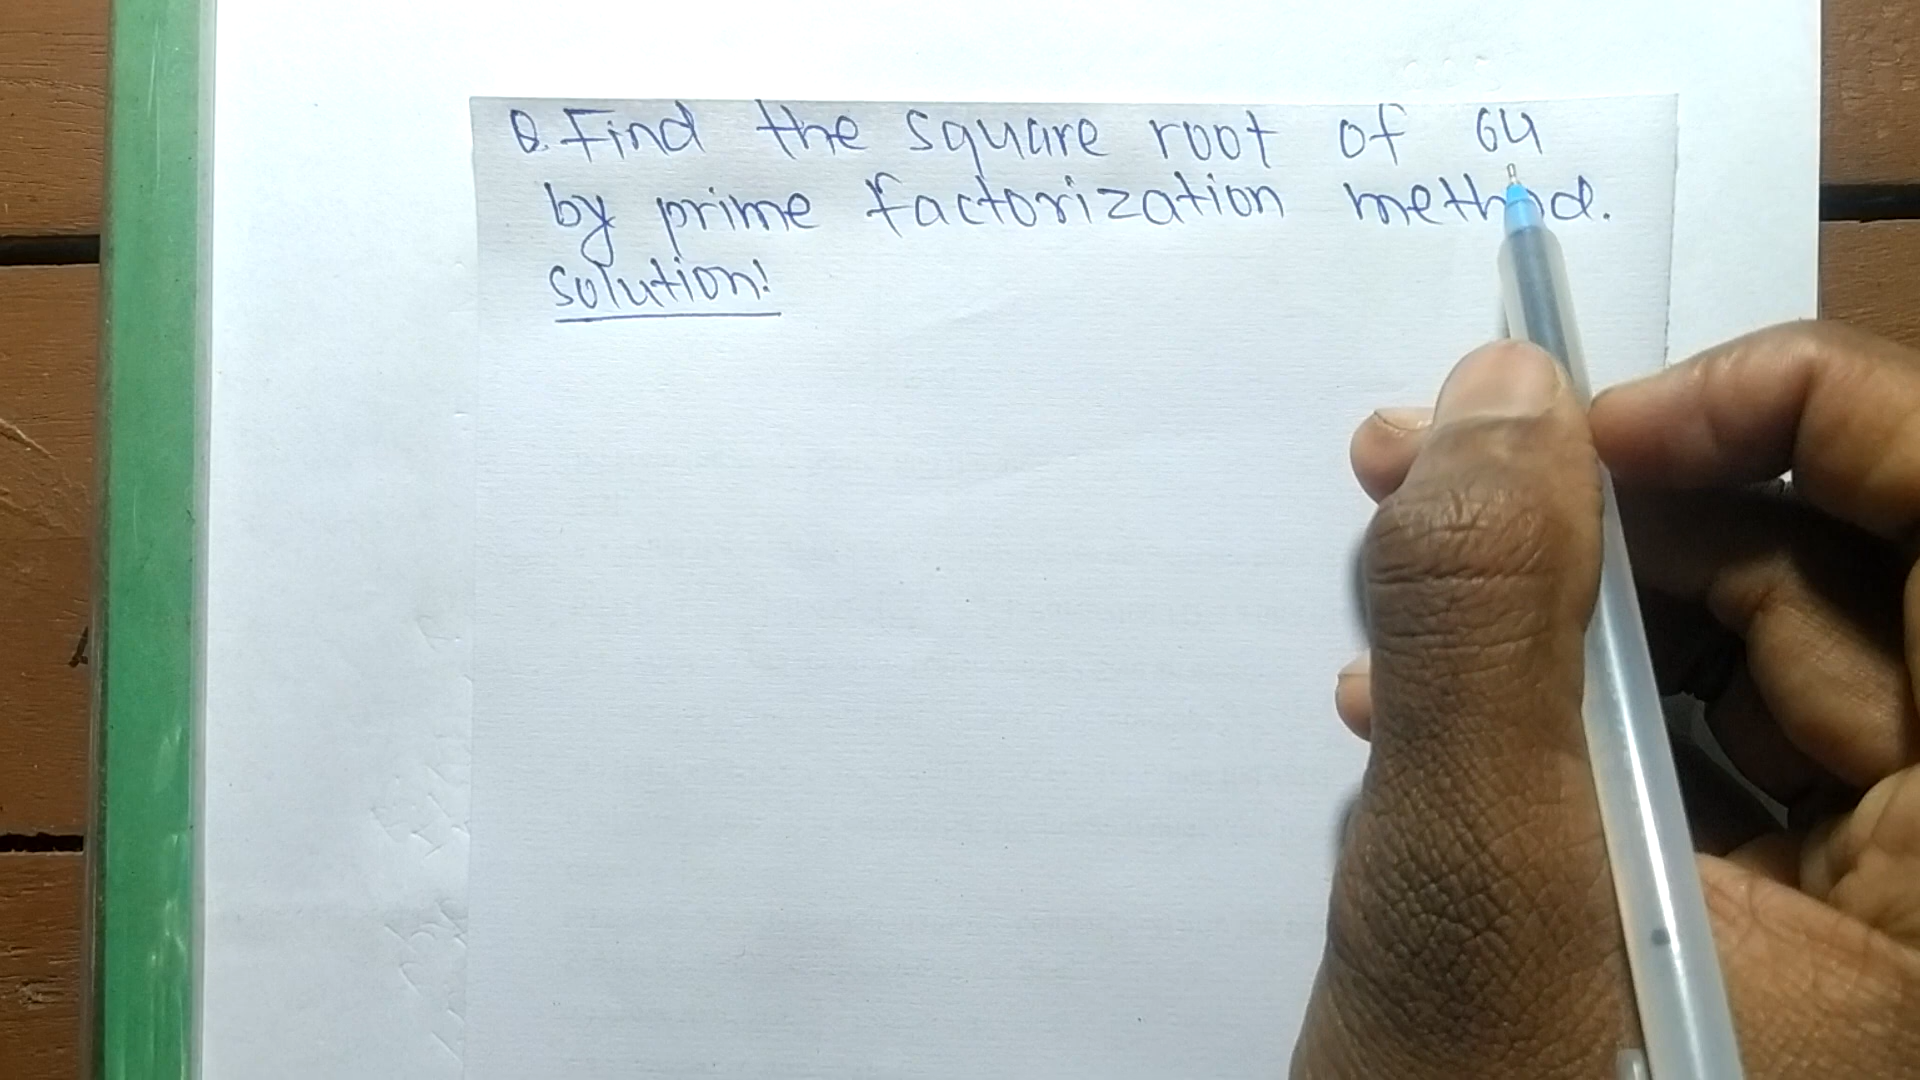 Q. Find the square root of 64
by prime factorization method.
solution: